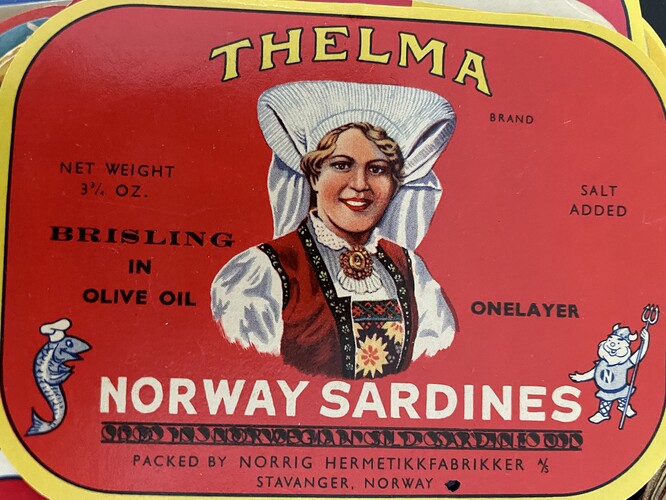 THELMA
BRAND
NET WEIGHT
3¾ OZ.
SALT
ADDED
BRISLING
IN
OLIVE OIL
ONELAYER
N
NORWAY SARDINES
PACKED BY NORRIG HERMETIKKFABRIKKER A/S
STAVANGER, NORWAY